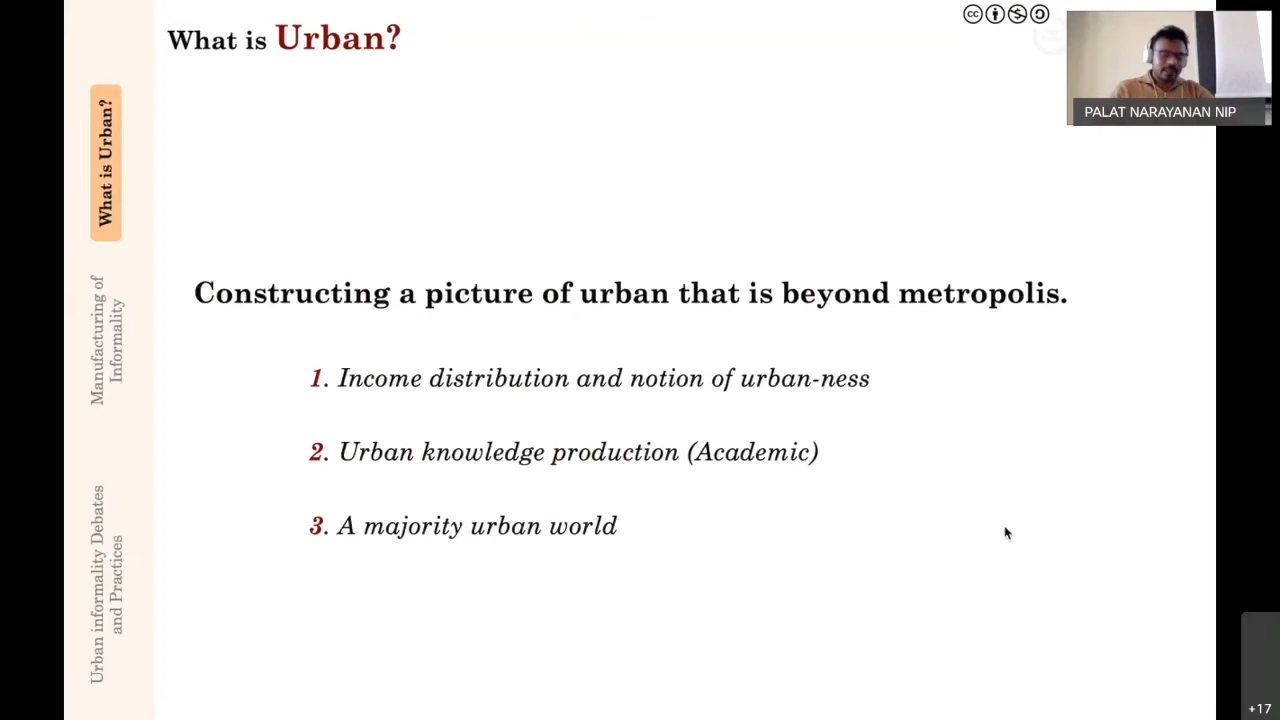 What is Urban?
What is Urban?
Manufacturing of
Informality
Urban informality Debates
and Practices
Constructing a picture of urban that is beyond metropolis.
1. Income distribution and notion of urban-ness
2. Urban knowledge production (Academic)
3. A majority urban world
cc
PALAT NARAYANAN NIP
+17